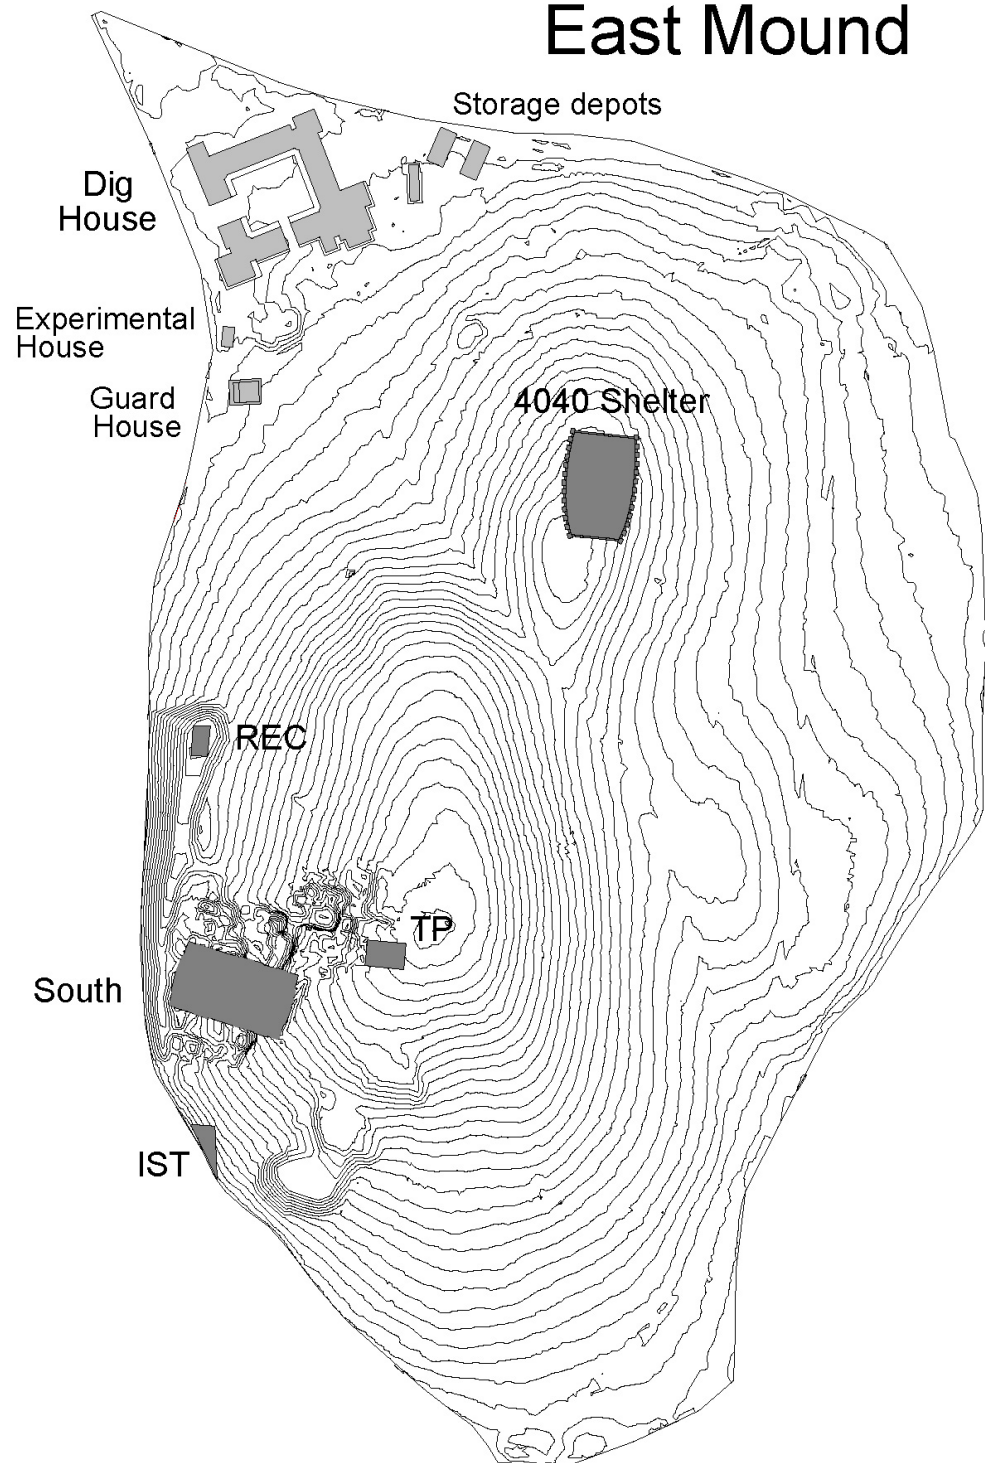 East Mound
Storage depots
Dig
House
Experimental
House
Guard
House
4040 Shelter
REC
TP
South
IST